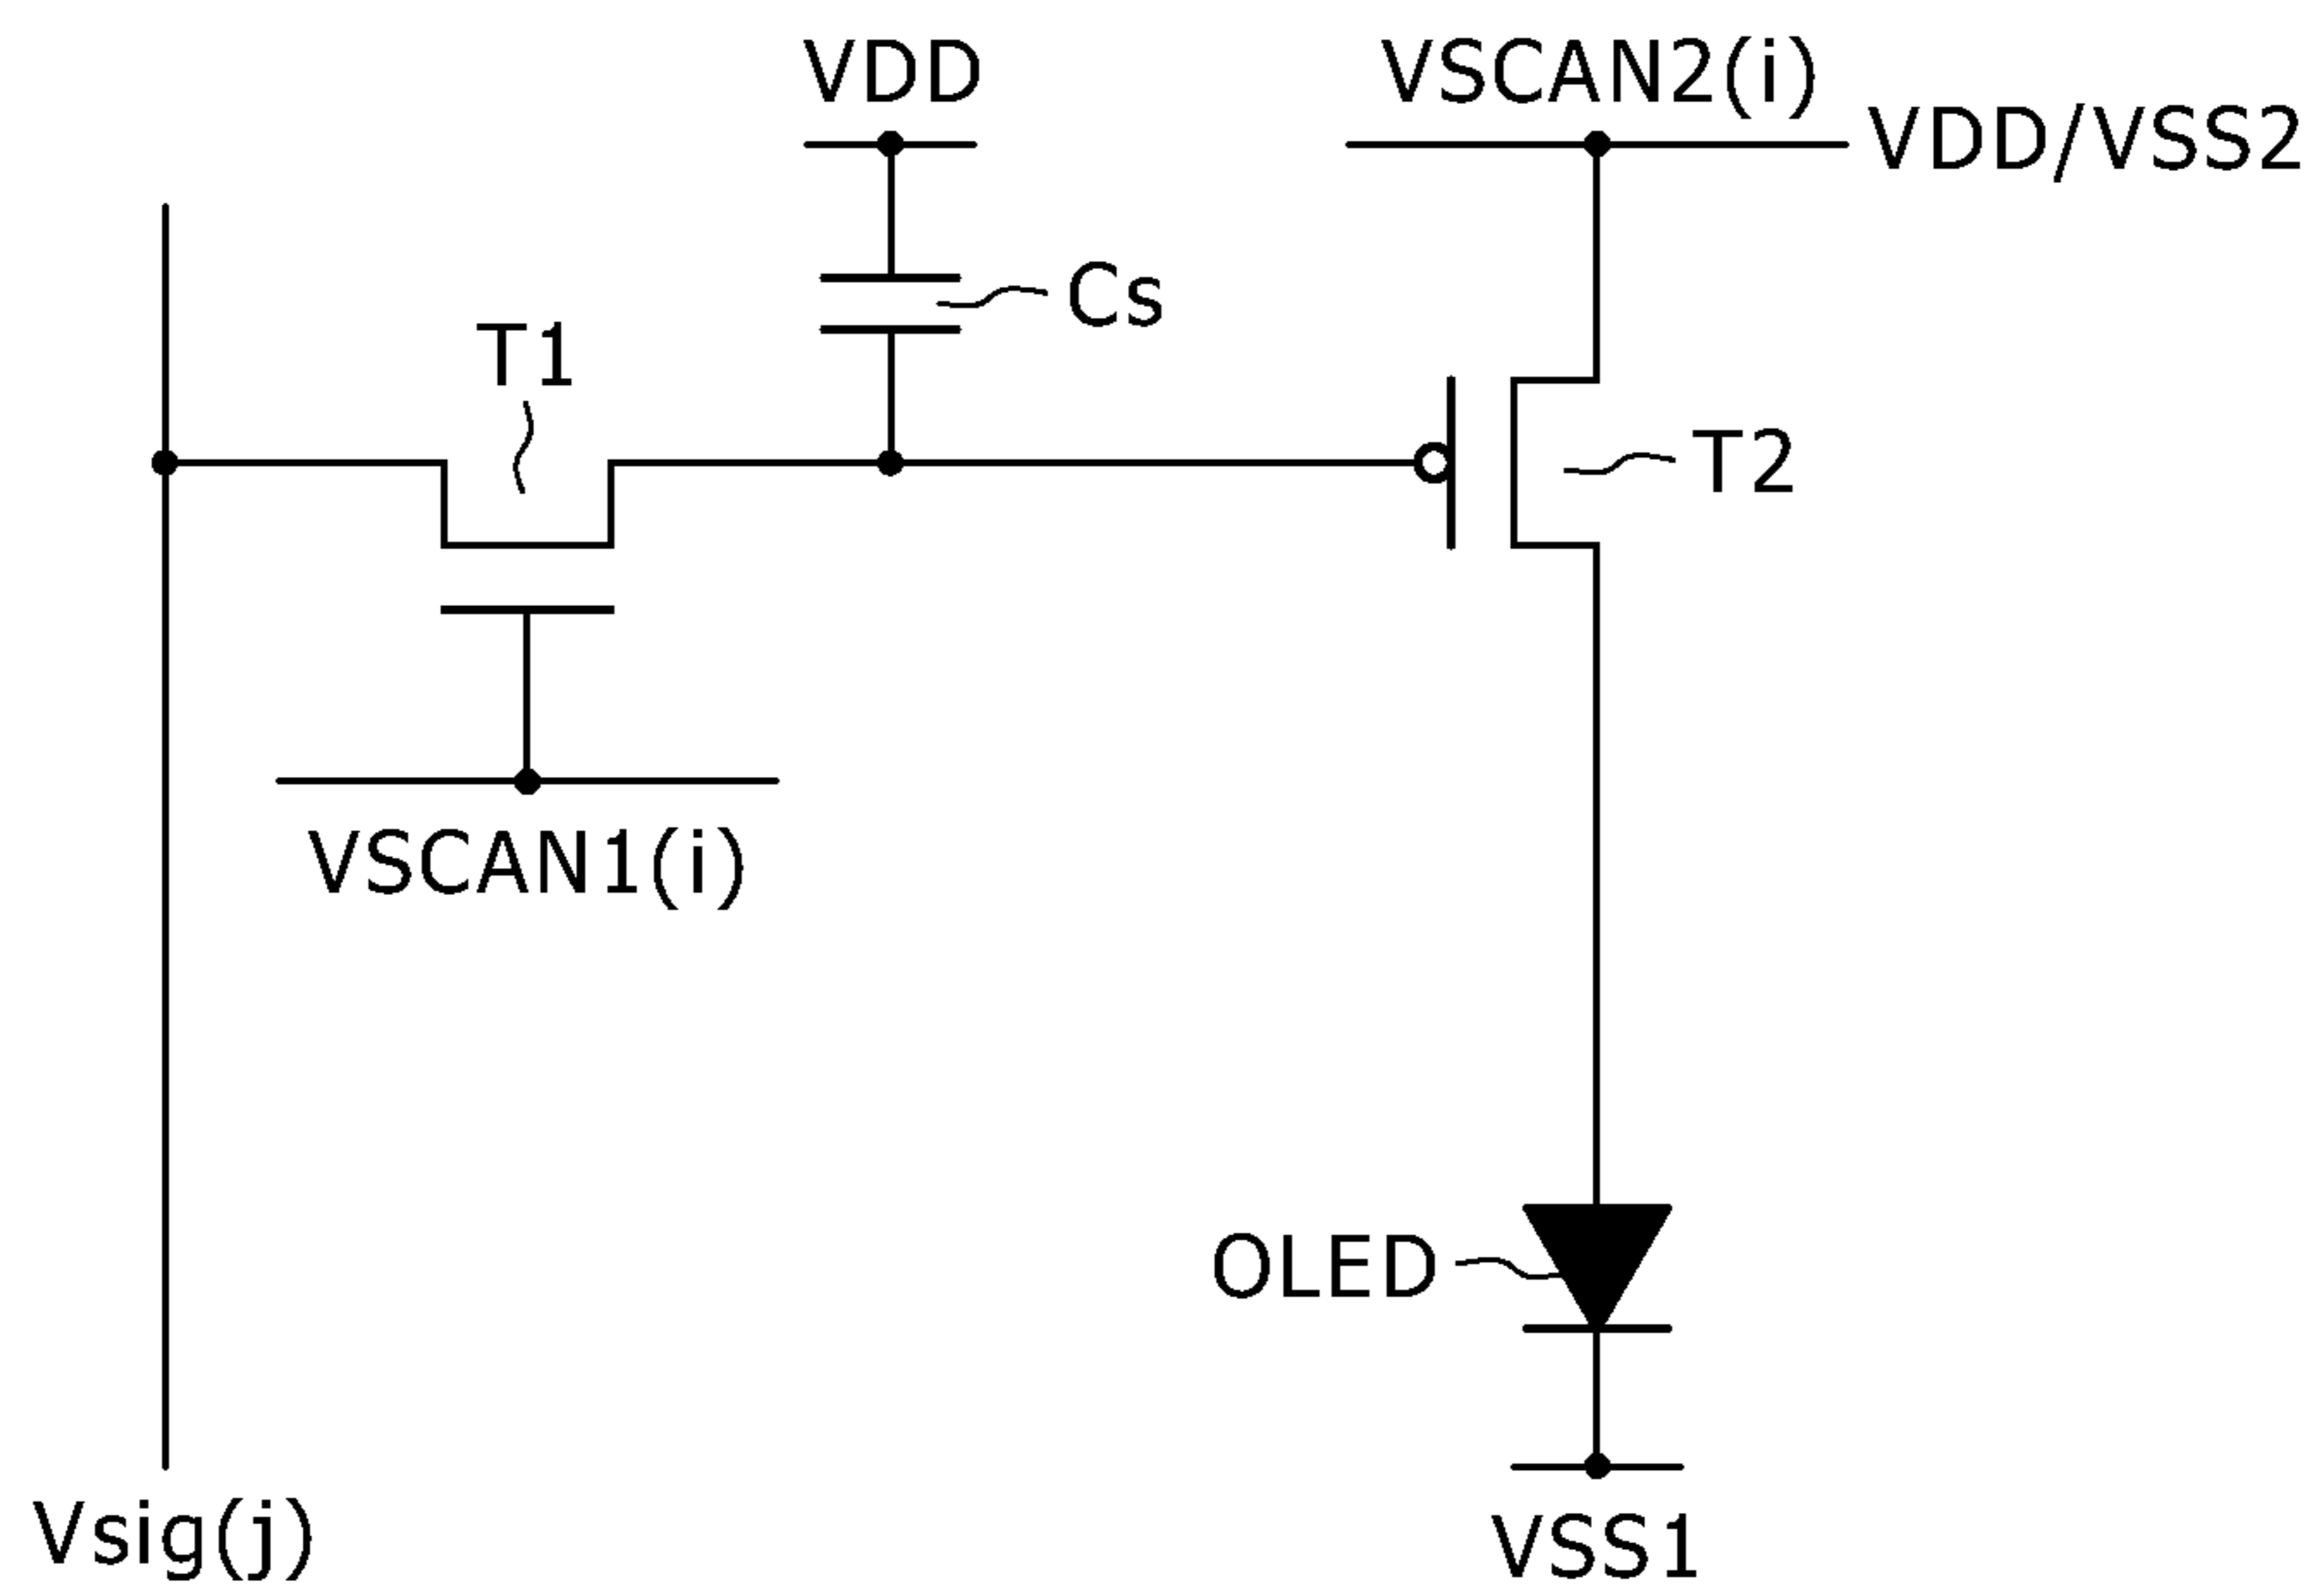 VDD
VSCAN2(i)
VDD/VSS2
Cs
T1
T2
VSCAN1(i)
OLED
Vsig(j)
VSS1